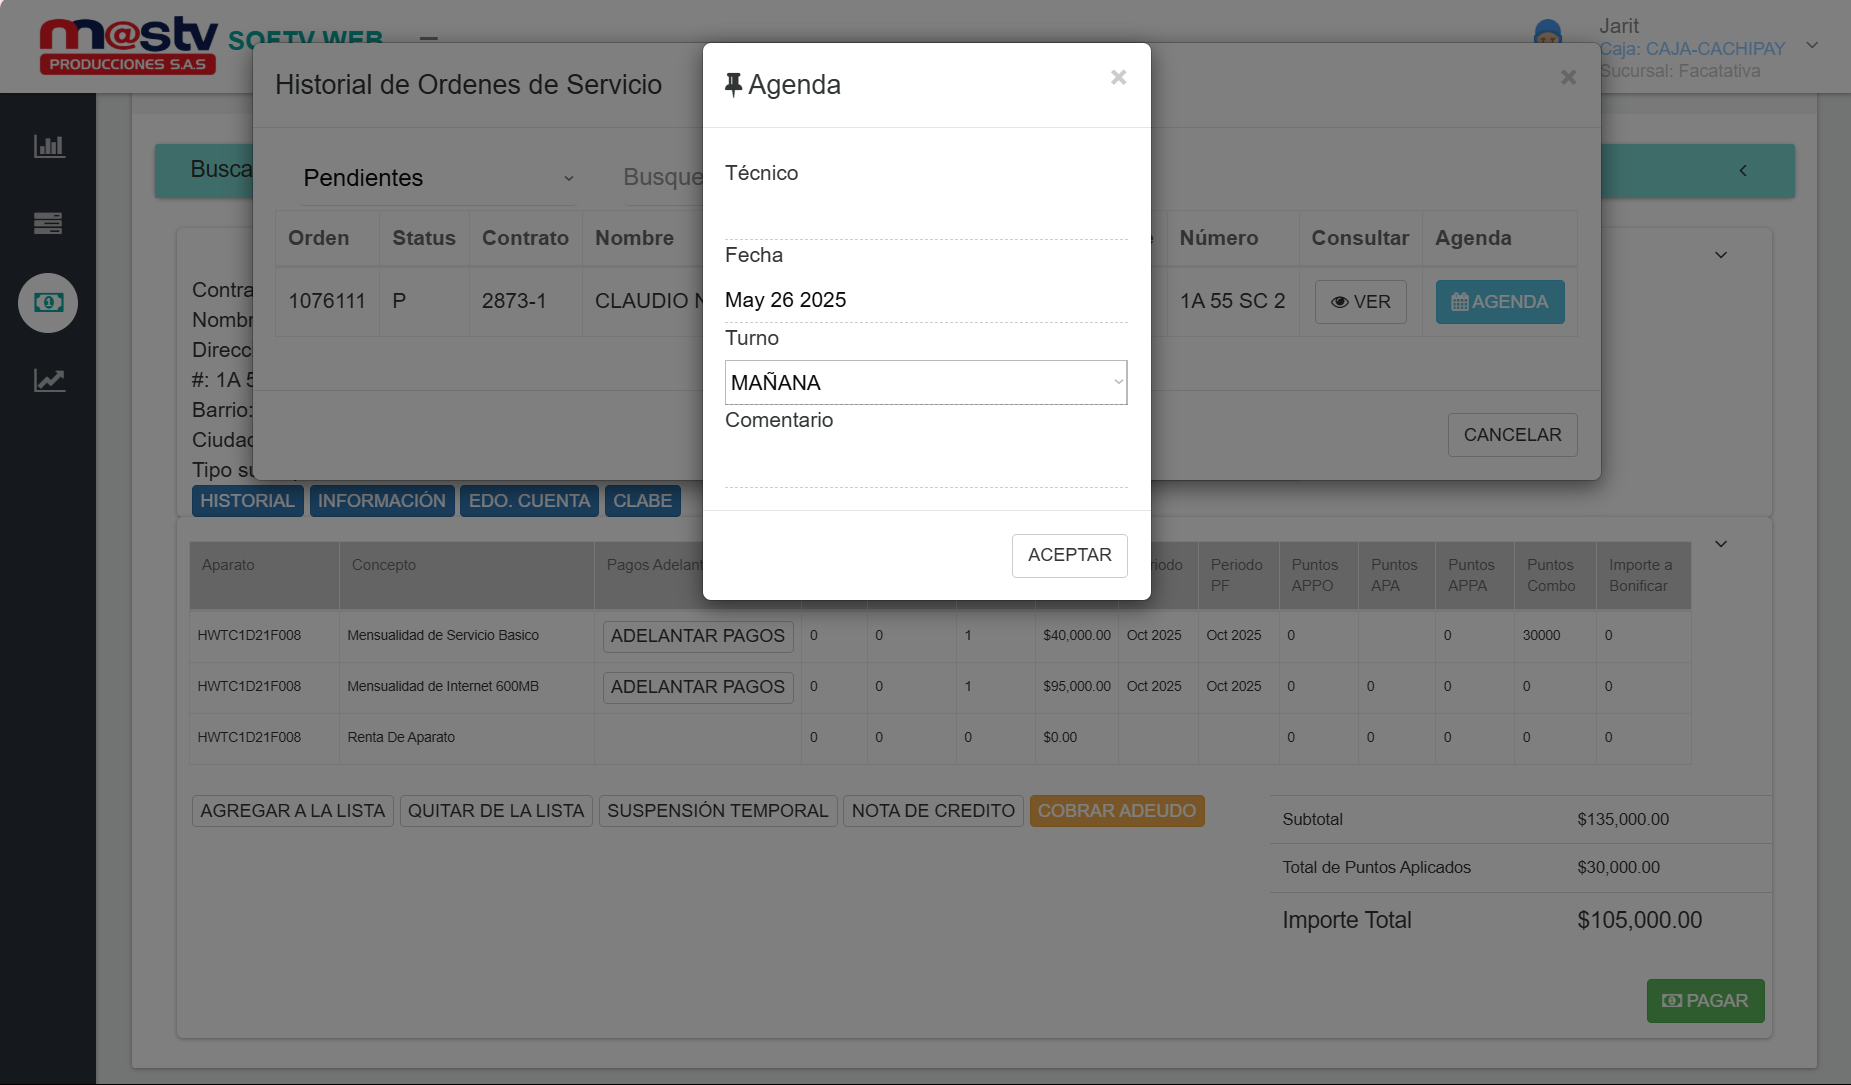 m@stv
PRODUCCIONES S.A.S
SOFTV WEB
Jarit
Caja: CAJA-CACHIPAY
Sucursal: Facatativa
Historial de Ordenes de Servicio
Agenda
Busca
Pendientes
Busque
Técnico
Orden Status Contrato Nombre Número Consultar Agenda
1076111 P 2873-1 CLAUDIO N 1A 55 SC 2 VER AGENDA
Fecha
May 26 2025
Turno
MAÑANA
Comentario
ACEPTAR
CANCELAR
Contra
Nombr
Direcc
#: 1A 5
Barrio:
Ciudad
Tipo su
HISTORIAL INFORMACIÓN EDO. CUENTA CLABE
Aparato Concepto Pagos Adelant riodo Periodo PF Puntos APPO Puntos APA Puntos APPA Puntos Combo Importe a Bonificar
HWTC1D21F008 Mensualidad de Servicio Basico ADELANTAR PAGOS 0 0 1 $40,000.00 Oct 2025 Oct 2025 0 0 30000 0
HWTC1D21F008 Mensualidad de Internet 600MB ADELANTAR PAGOS 0 0 1 $95,000.00 Oct 2025 Oct 2025 0 0 0 0 0
HWTC1D21F008 Renta De Aparato 0 0 0 $0.00 0 0 0 0 0
AGREGAR A LA LISTA QUITAR DE LA LISTA SUSPENSIÓN TEMPORAL NOTA DE CREDITO COBRAR ADEUDO
Subtotal $135,000.00
Total de Puntos Aplicados $30,000.00
Importe Total $105,000.00
PAGAR